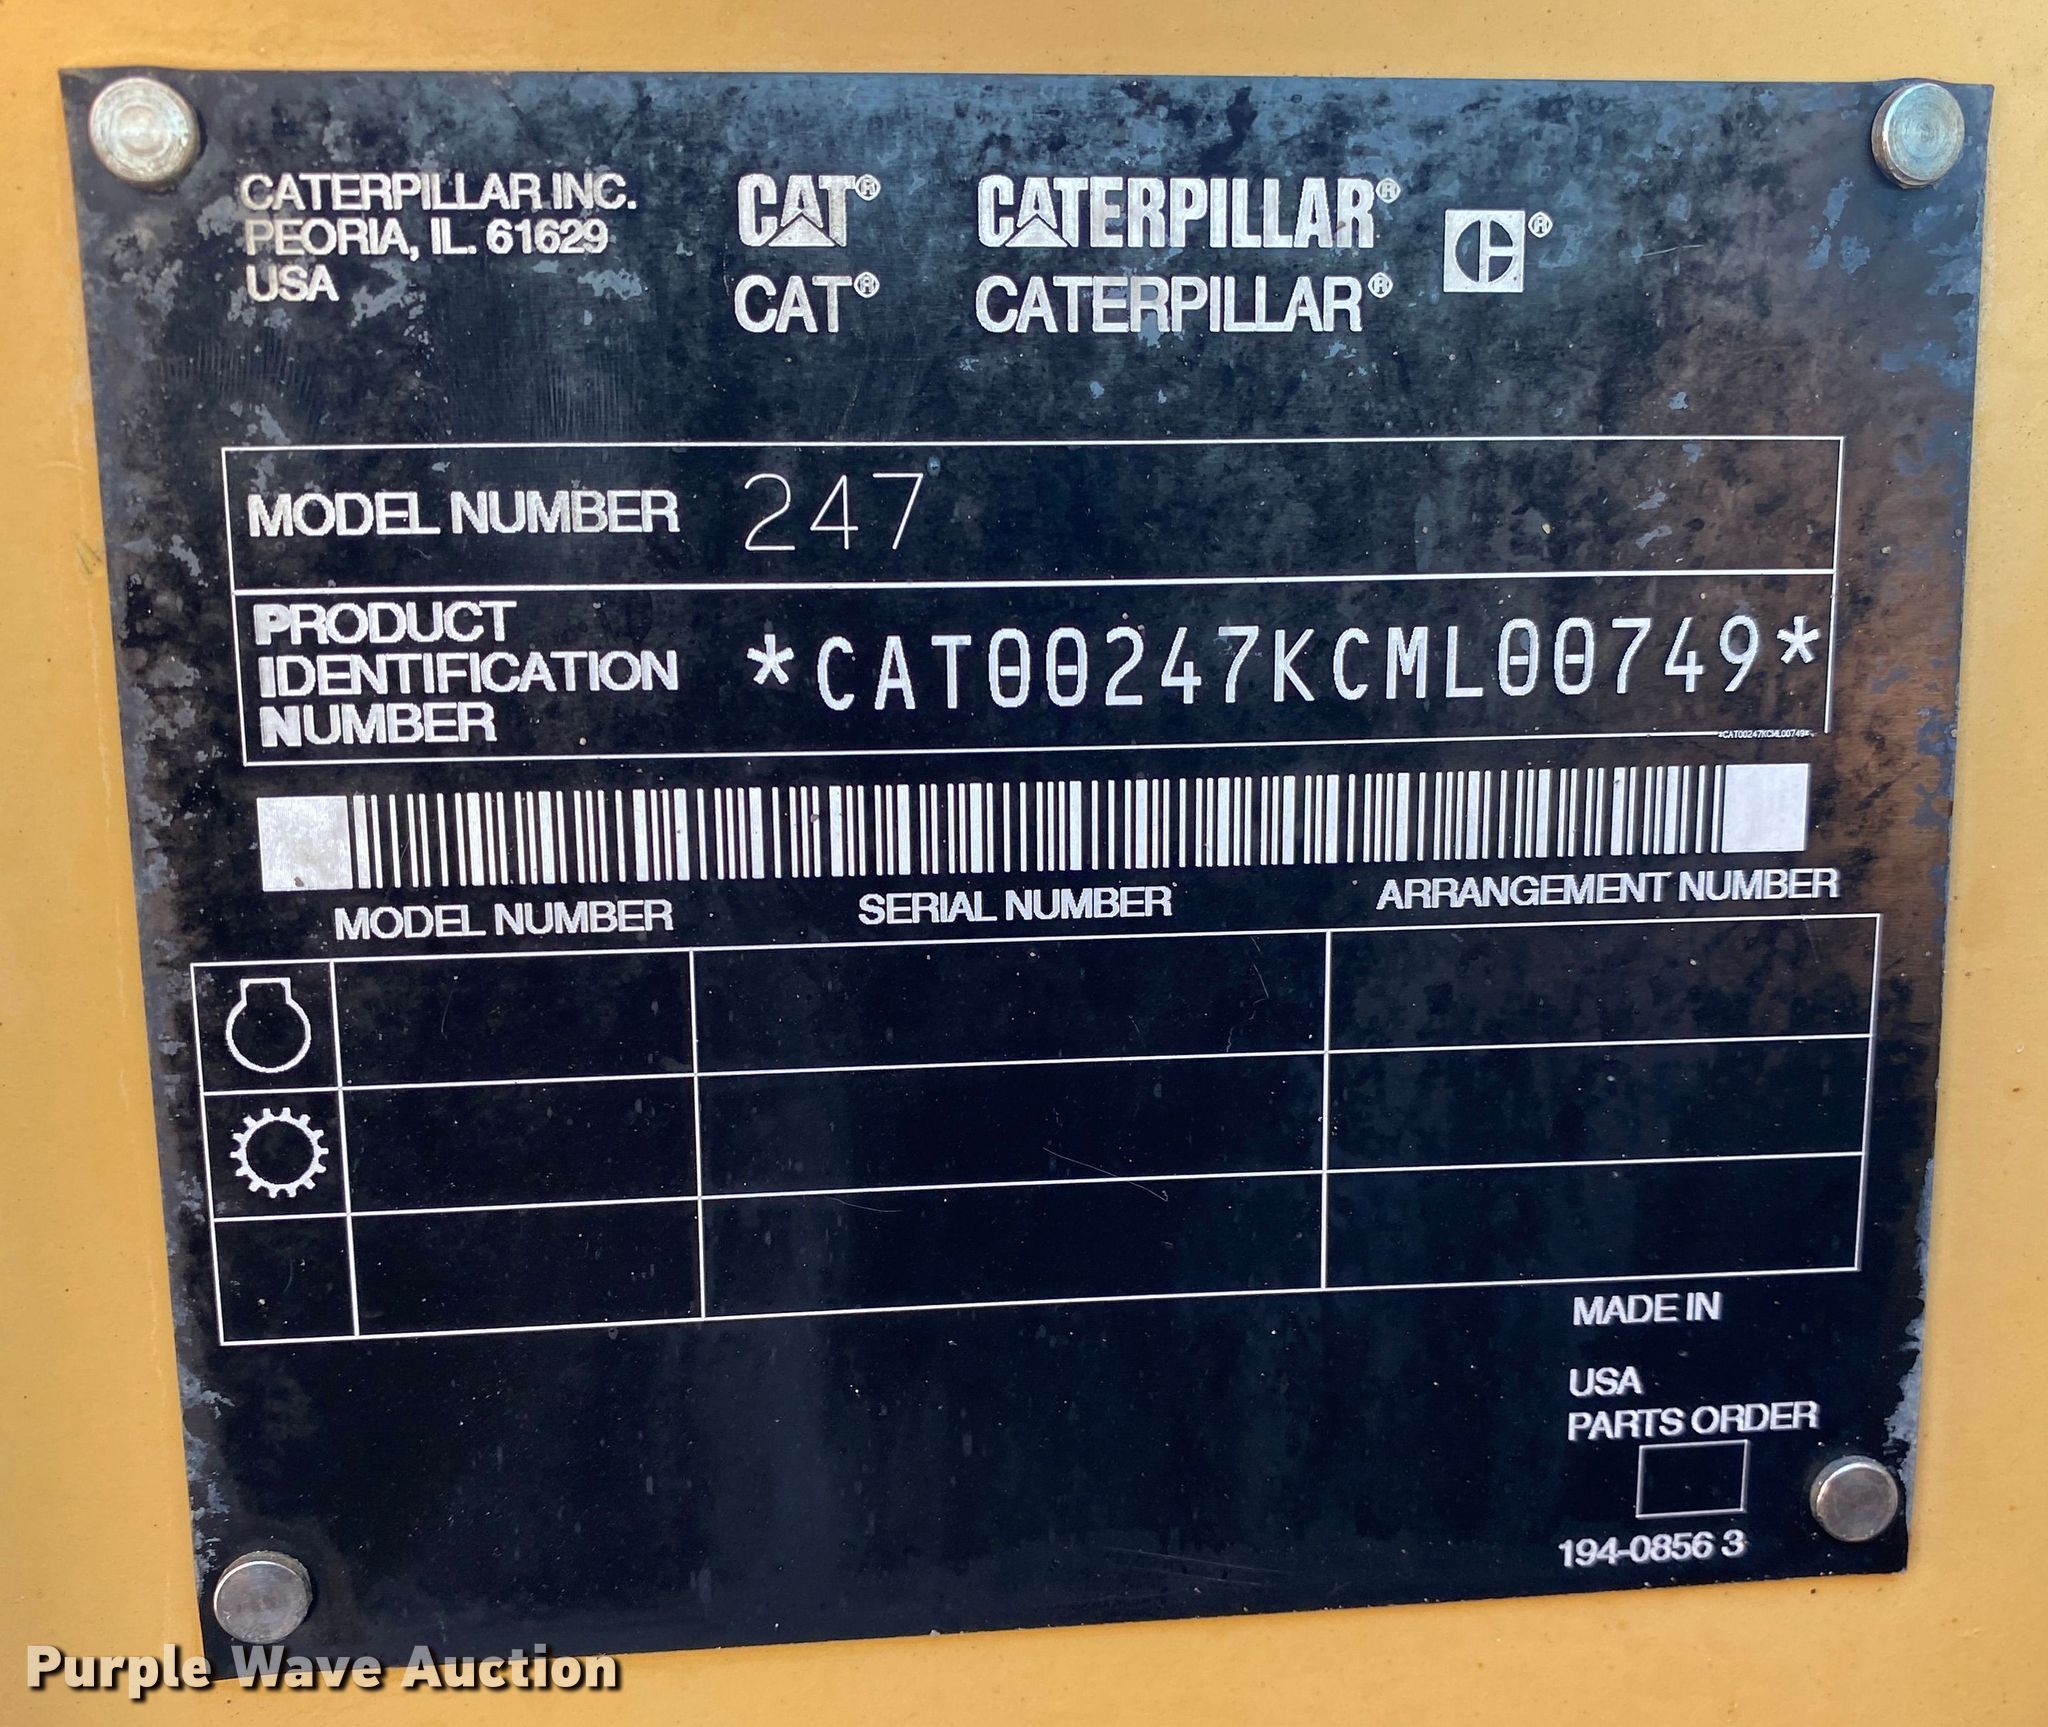 CATERPILLAR INC.
PEORIA, IL. 61629
USA
CAT® CATERPILLAR® ®
CAT® CATERPILLAR®
MODEL NUMBER 247
PRODUCT
IDENTIFICATION
NUMBER
*CAT00247KCML00749*
*CAT00247KCML00749*
MODEL NUMBER SERIAL NUMBER ARRANGEMENT NUMBER
MADE IN
USA
PARTS ORDER
194-0856 3
Purple Wave Auction